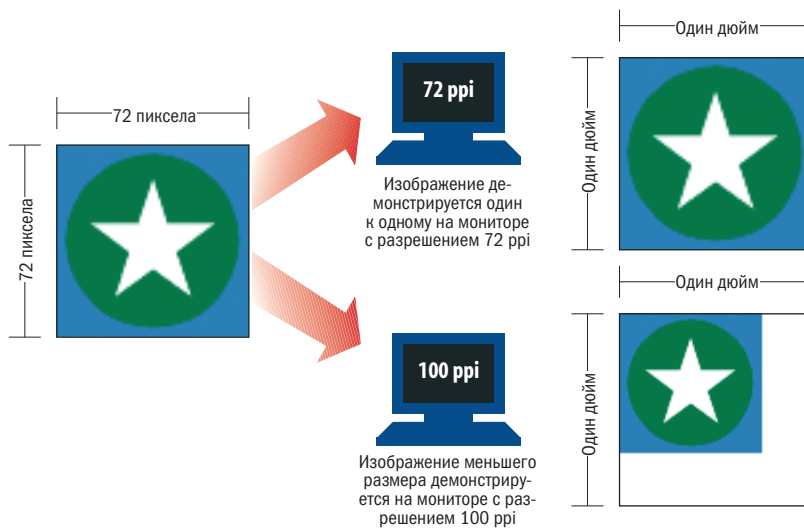 72 пиксела
72 пиксела
72 ppi
Изображение де-
монстрируется один
к одному на мониторе
с разрешением 72 ppi
Один дюйм
Один дюйм
100 ppi
Изображение меньшего
размера демонстриру-
ется на мониторе с раз-
решением 100 ppi
Один дюйм
Один дюйм